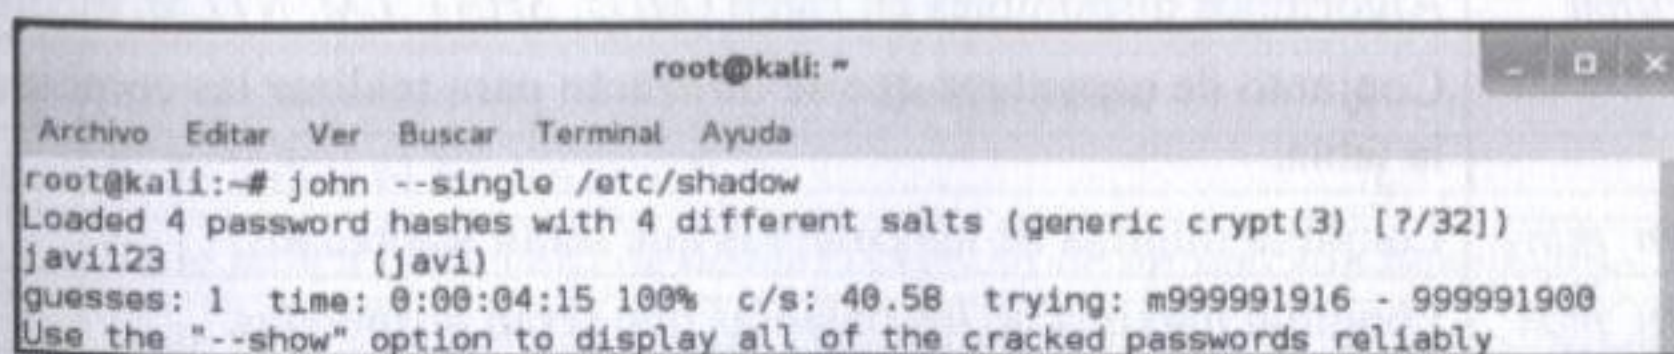 root@kali: ~
Archivo Editar Ver Buscar Terminal Ayuda
root@kali:~# john --single /etc/shadow
Loaded 4 password hashes with 4 different salts (generic crypt(3) [?/32])
javi123 (javi)
guesses: 1 time: 0:00:04:15 100% c/s: 40.58 trying: m999991916 - 999991900
Use the "--show" option to display all of the cracked passwords reliably